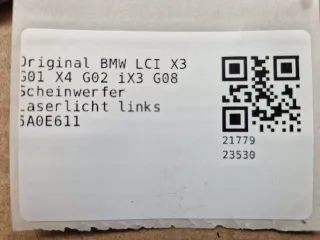 Original BMW LCI X3
G01 X4 G02 iX3 G08
Scheinwerfer
Laserlicht links
5A0E611
21779
23530